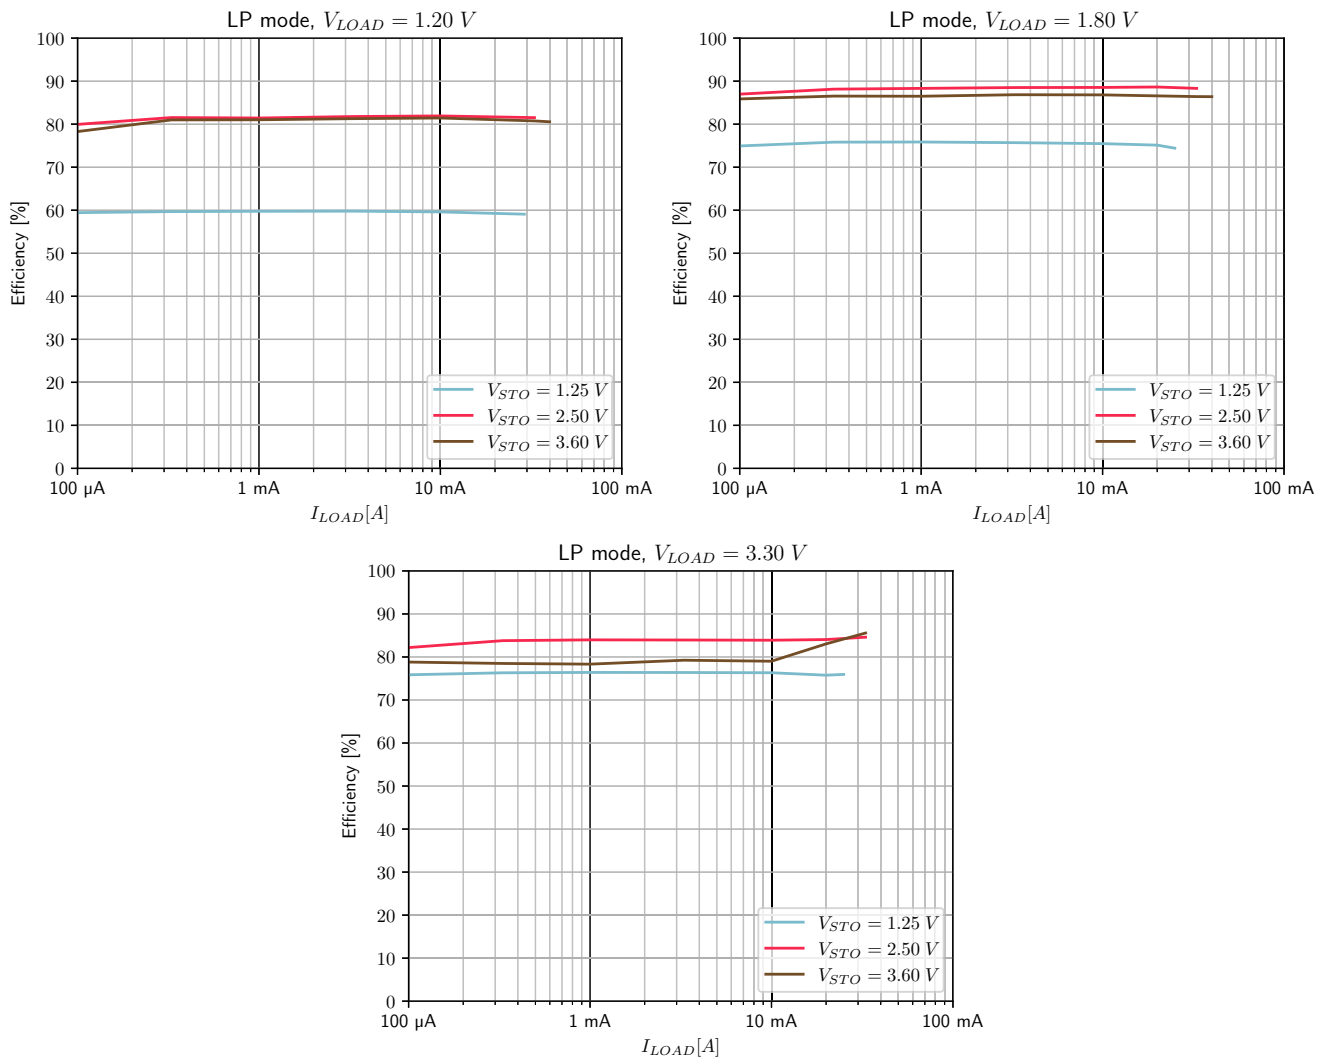 LP mode, V_LOAD = 1.20 V
100
90
80
70
60
50
40
30
20
10
0
Efficiency [%]
V_STO = 1.25 V
V_STO = 2.50 V
V_STO = 3.60 V
100 µA 1 mA 10 mA 100 mA
I_LOAD[A]
LP mode, V_LOAD = 1.80 V
100
90
80
70
60
50
40
30
20
10
0
Efficiency [%]
V_STO = 1.25 V
V_STO = 2.50 V
V_STO = 3.60 V
100 µA 1 mA 10 mA 100 mA
I_LOAD[A]
LP mode, V_LOAD = 3.30 V
100
90
80
70
60
50
40
30
20
10
0
Efficiency [%]
V_STO = 1.25 V
V_STO = 2.50 V
V_STO = 3.60 V
100 µA 1 mA 10 mA 100 mA
I_LOAD[A]